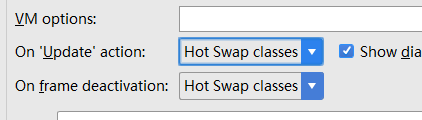 VM options:
On 'Update' action: Hot Swap classes Show dia
On frame deactivation: Hot Swap classes